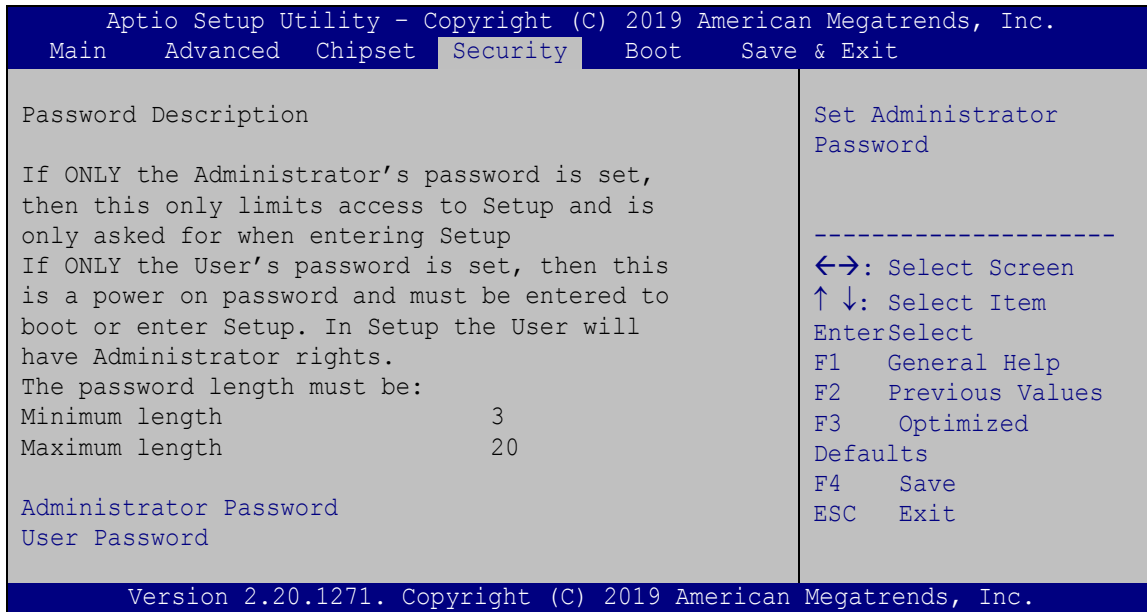 Aptio Setup Utility – Copyright (C) 2019 American Megatrends, Inc.
Main Advanced Chipset Security Boot Save & Exit
Password Description
If ONLY the Administrator’s password is set,
then this only limits access to Setup and is
only asked for when entering Setup
If ONLY the User’s password is set, then this
is a power on password and must be entered to
boot or enter Setup. In Setup the User will
have Administrator rights.
The password length must be:
Minimum length 3
Maximum length 20
Administrator Password
User Password
Set Administrator
Password
---------------------
←→: Select Screen
↑ ↓: Select Item
EnterSelect
F1 General Help
F2 Previous Values
F3 Optimized
Defaults
F4 Save
ESC Exit
Version 2.20.1271. Copyright (C) 2019 American Megatrends, Inc.